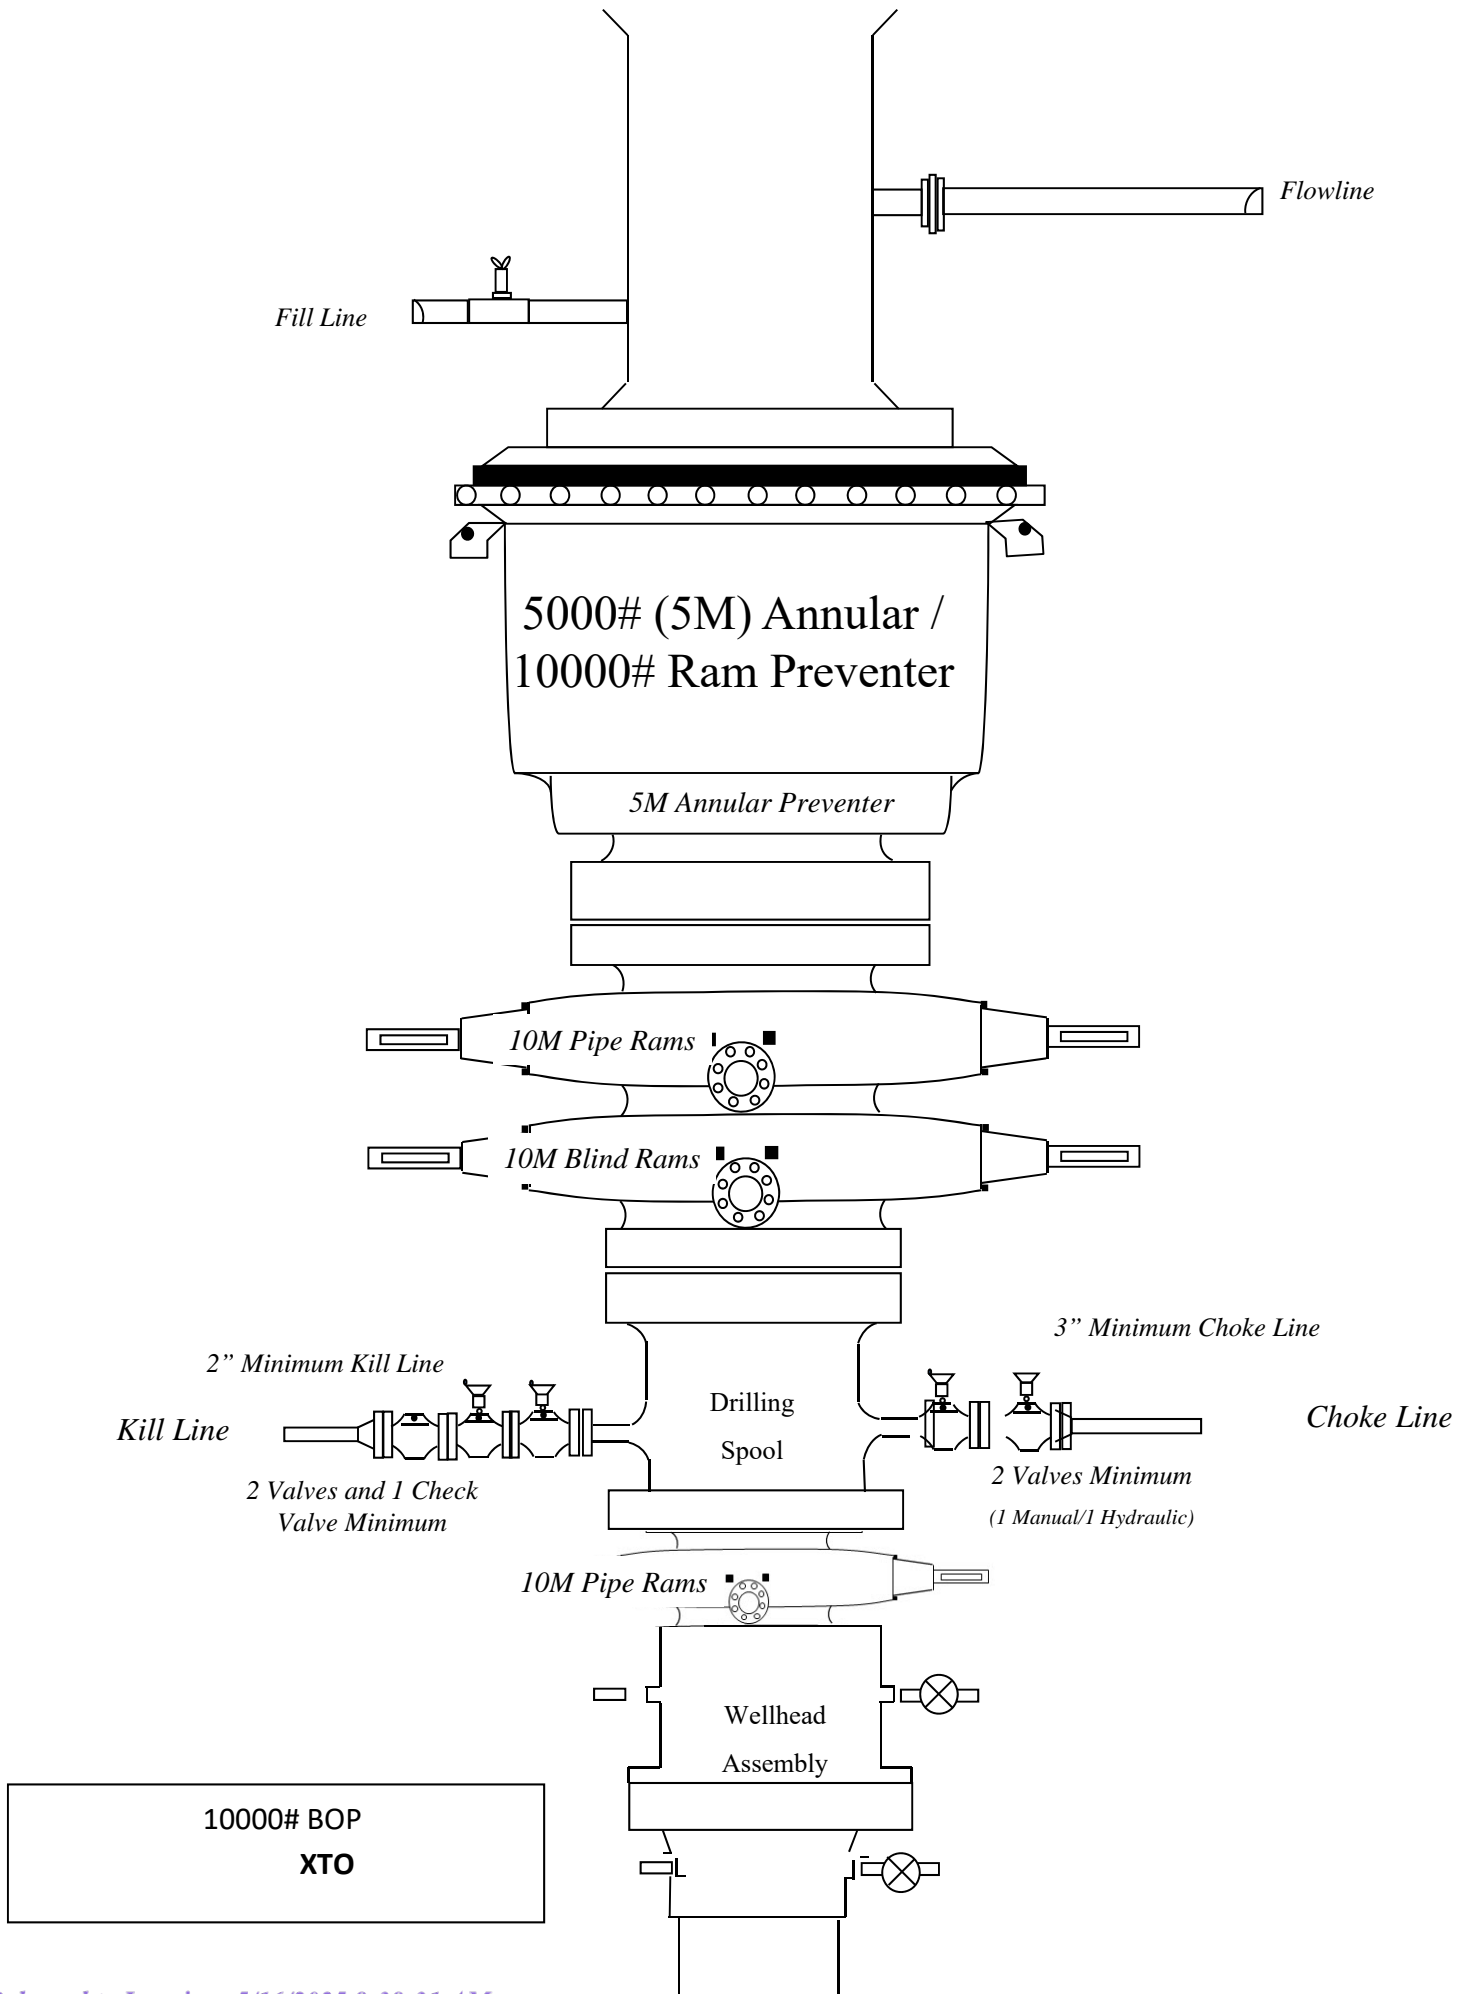 Flowline
Fill Line
5000# (5M) Annular /
10000# Ram Preventer
5M Annular Preventer
10M Pipe Rams
10M Blind Rams
3” Minimum Choke Line
2” Minimum Kill Line
Drilling
Spool
Kill Line
Choke Line
2 Valves and 1 Check
Valve Minimum
2 Valves Minimum
(1 Manual/1 Hydraulic)
10M Pipe Rams
Wellhead
Assembly
10000# BOP
XTO